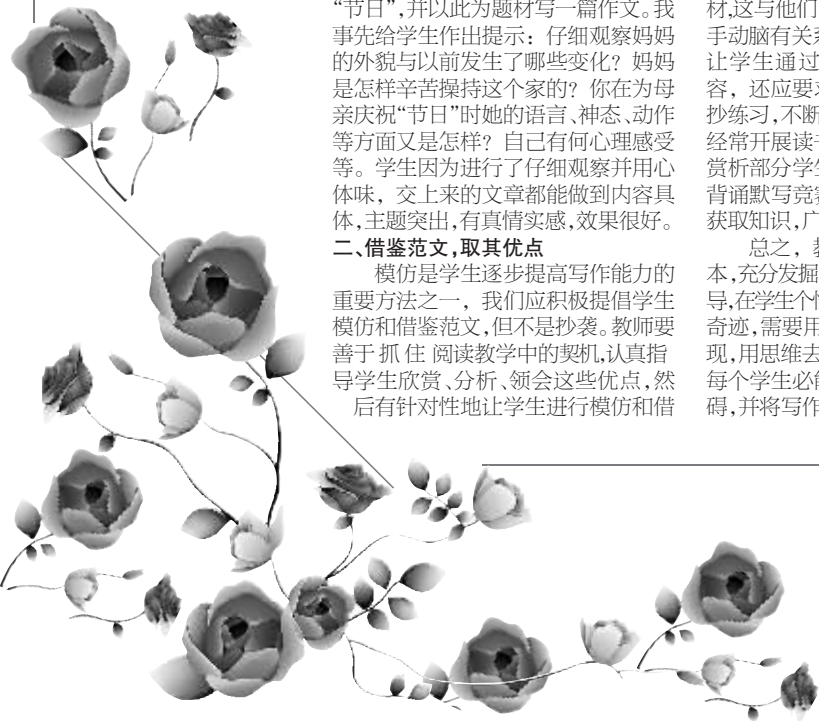 “节日”,并以此为题材写一篇作文。我
事先给学生作出提示：仔细观察妈妈
的外貌与以前发生了哪些变化？妈妈
是怎样辛苦操持这个家的？你在为母
亲庆祝“节日”时她的语言、神态、动作
等方面又是怎样？自己有何心理感受
等。学生因为进行了仔细观察并用心
体味，交上来的文章都能做到内容具
体,主题突出,有真情实感,效果很好。
二、借鉴范文,取其优点
模仿是学生逐步提高写作能力的
重要方法之一，我们应积极提倡学生
模仿和借鉴范文,但不是抄袭。教师要
善于抓住阅读教学中的契机,认真指
导学生欣赏、分析、领会这些优点,然
后有针对性地让学生进行模仿和借
材,这与他们
手动脑有关系
让学生通过
容，还应要求
抄练习,不断
经常开展读书
赏析部分学生
背诵默写竞赛
获取知识,广
总之，教
本,充分发掘
导,在学生个性
奇迹,需要用
现,用思维去
每个学生必能
碍,并将写作